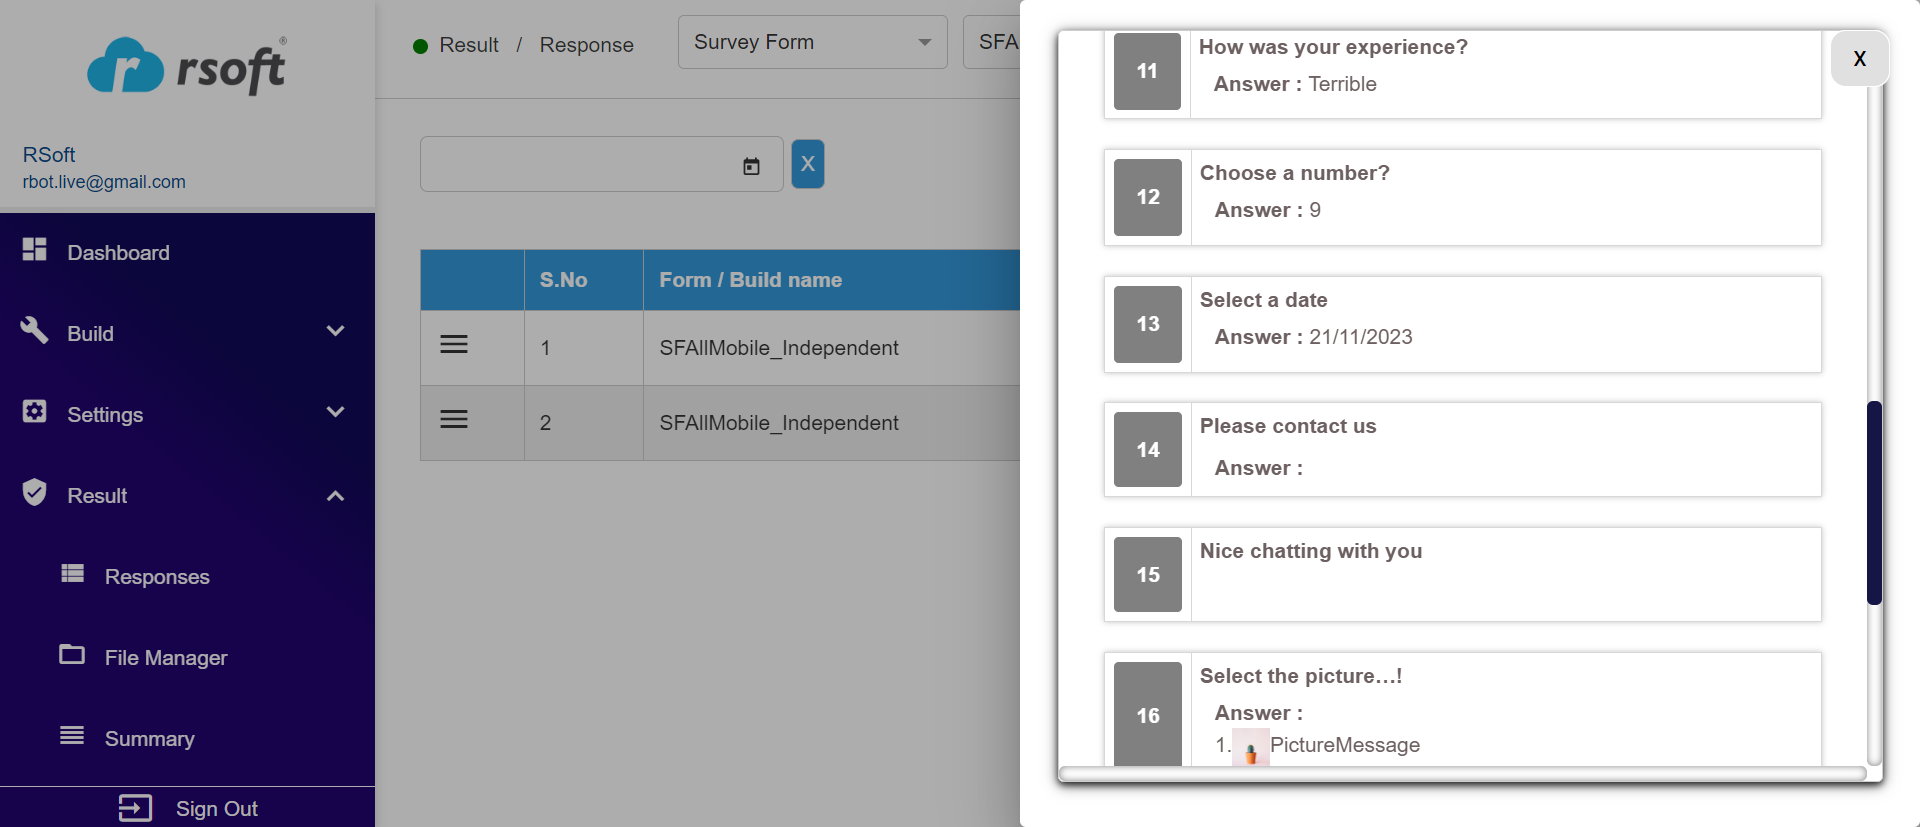 rsoft®
RSoft
rbot.live@gmail.com
Dashboard
Build
Settings
Result
Responses
File Manager
Summary
Sign Out
Result / Response
Survey Form
SFA
X
S.No
Form / Build name
1
SFAllMobile_Independent
2
SFAllMobile_Independent
X
11
How was your experience?
Answer : Terrible
12
Choose a number?
Answer : 9
13
Select a date
Answer : 21/11/2023
14
Please contact us
Answer :
15
Nice chatting with you
16
Select the picture...!
Answer :
1. PictureMessage